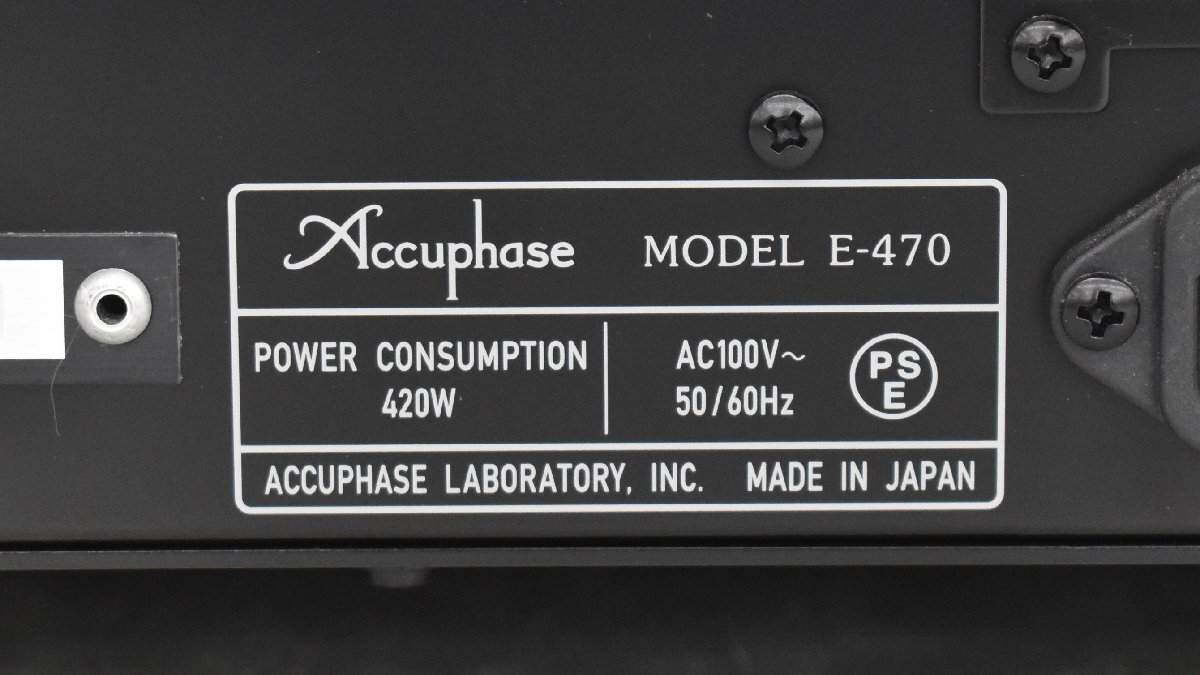 Accuphase MODEL E-470
POWER CONSUMPTION
420W
AC100V~
50/60Hz
PS
E
ACCUPHASE LABORATORY, INC. MADE IN JAPAN